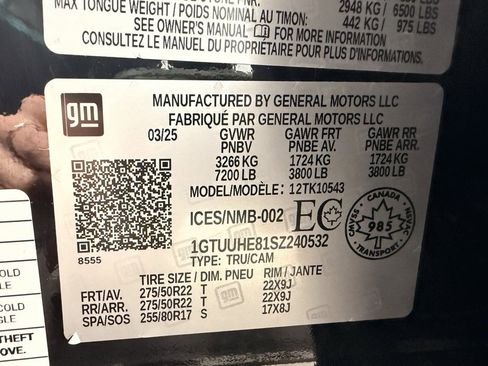 MAX TONGUE WEIGHT / POIDS NOMINAL AU TIMON: 2948 KG / 6500 LBS
442 KG / 975 LBS
SEE OWNER'S MANUAL FOR MORE INFORMATION
CONSULTEZ LE MANUEL DU PROPRIÉTAIRE POUR PLUS D'INFORMATIONS
gm
MANUFACTURED BY GENERAL MOTORS LLC
FABRIQUÉ PAR GENERAL MOTORS LLC
03/25 GVWR GAWR FRT GAWR RR
PNBV PNBE AV. PNBE ARR.
3266 KG 1724 KG 1724 KG
7200 LB 3800 LB 3800 LB
MODEL/MODÈLE: 12TK10543
ICES/NMB-002 EC
CANADA
985
NSVAC
1GTUUHE81SZ240532
8555 TYPE: TRU/CAM
TIRE SIZE / DIM. PNEU RIM / JANTE
FRT/AV. 275/50R22 T 22X9J
RR/ARR 275/50R22 T 22X9J
SPA/SOS 255/80R17 S 17X8J
COLD
LE
COLD
GLE
THEFT
OVE.